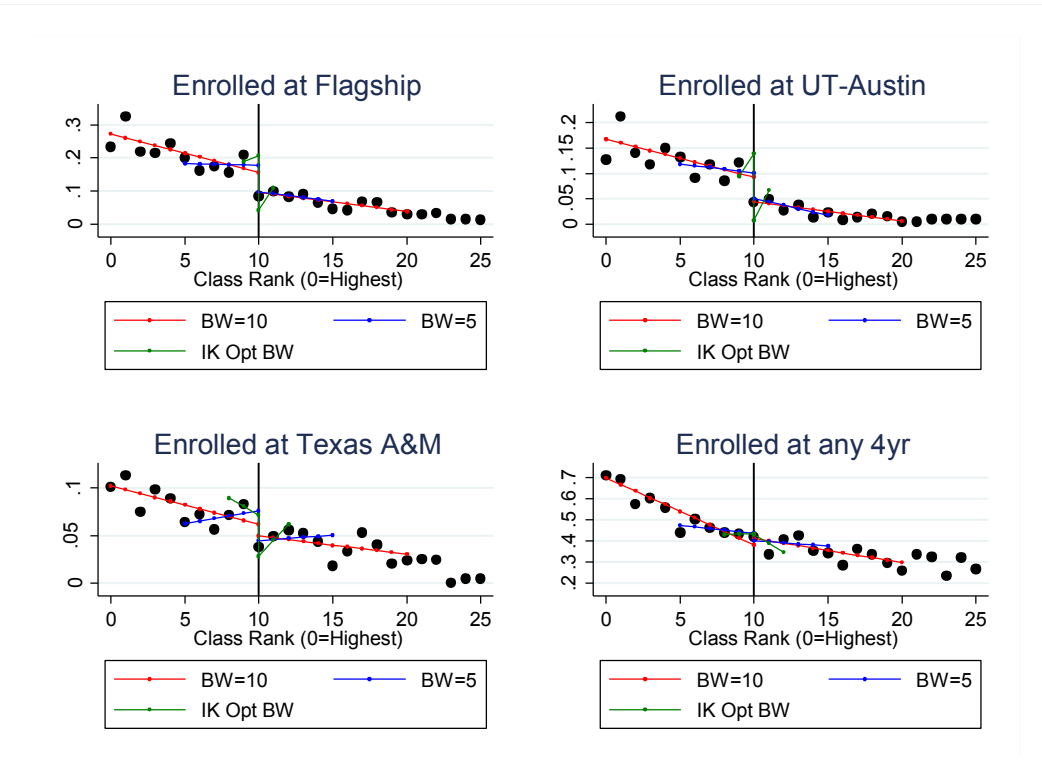 Enrolled at Flagship
.3
.2
.1
0
0 5 10 15 20 25
Class Rank (0=Highest)
BW=10 BW=5
IK Opt BW
Enrolled at UT-Austin
0 .05 .1 .15 .2
0 5 10 15 20 25
Class Rank (0=Highest)
BW=10 BW=5
IK Opt BW
Enrolled at Texas A&M
.1
.05
0
0 5 10 15 20 25
Class Rank (0=Highest)
BW=10 BW=5
IK Opt BW
Enrolled at any 4yr
.2 .3 .4 .5 .6 .7
0 5 10 15 20 25
Class Rank (0=Highest)
BW=10 BW=5
IK Opt BW